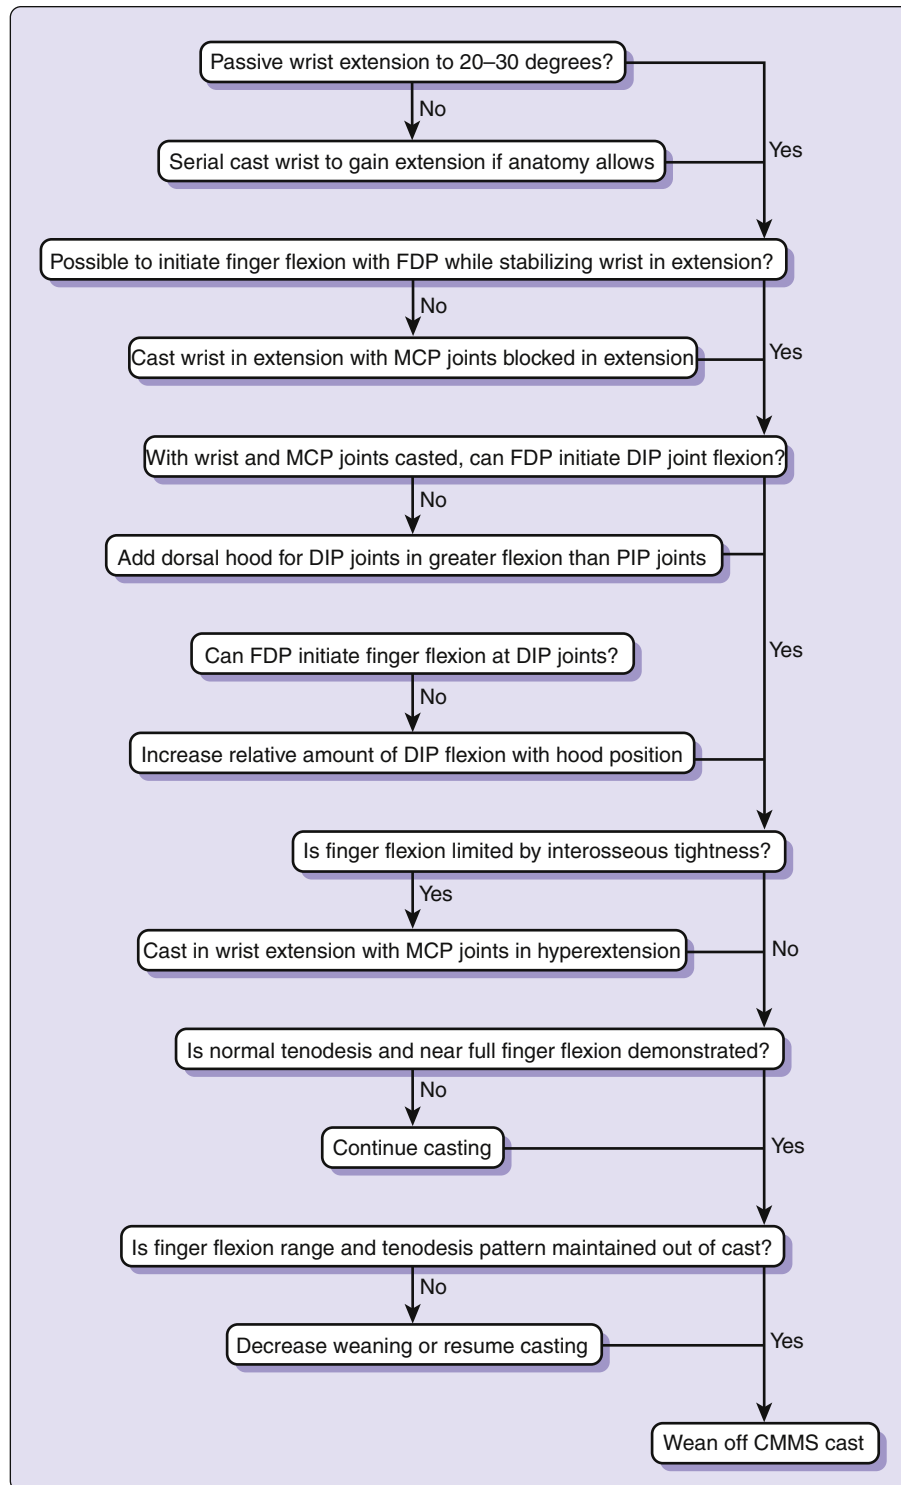 Passive wrist extension to 20–30 degrees?
No
Yes
Serial cast wrist to gain extension if anatomy allows
Possible to initiate finger flexion with FDP while stabilizing wrist in extension?
No
Yes
Cast wrist in extension with MCP joints blocked in extension
With wrist and MCP joints casted, can FDP initiate DIP joint flexion?
No
Add dorsal hood for DIP joints in greater flexion than PIP joints
Yes
Can FDP initiate finger flexion at DIP joints?
No
Increase relative amount of DIP flexion with hood position
Is finger flexion limited by interosseous tightness?
Yes
Cast in wrist extension with MCP joints in hyperextension
No
Is normal tenodesis and near full finger flexion demonstrated?
No
Continue casting
Yes
Is finger flexion range and tenodesis pattern maintained out of cast?
No
Decrease weaning or resume casting
Yes
Wean off CMMS cast